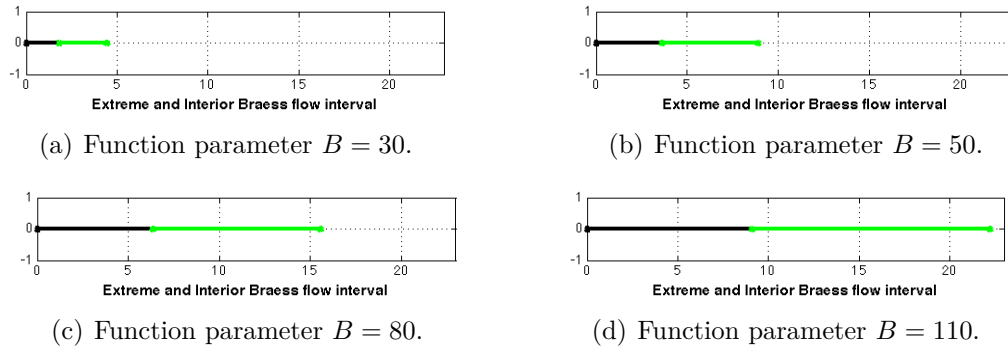 1 1
0 0
-1 -1
0 5 10 15 20 0 5 10 15 20
Extreme and Interior Braess flow interval Extreme and Interior Braess flow interval
(a) Function parameter B = 30. (b) Function parameter B = 50.
1 1
0 0
-1 -1
0 5 10 15 20 0 5 10 15 20
Extreme and Interior Braess flow interval Extreme and Interior Braess flow interval
(c) Function parameter B = 80. (d) Function parameter B = 110.